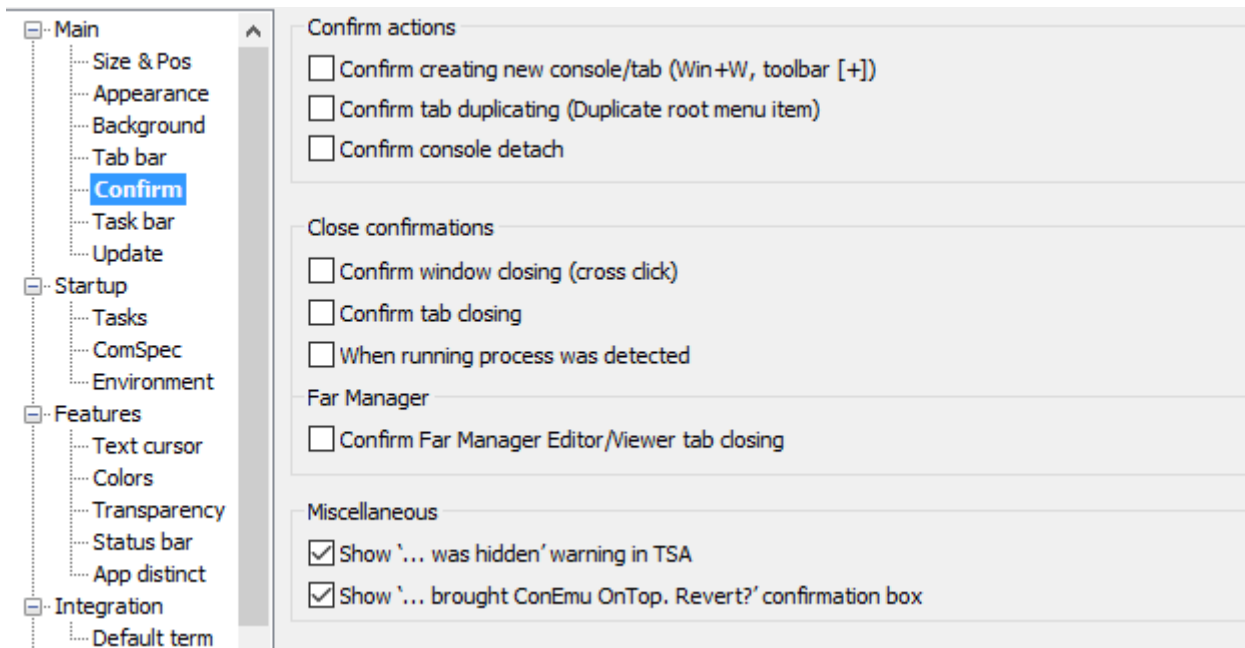 Main
Size & Pos
Appearance
Background
Tab bar
Confirm
Task bar
Update
Startup
Tasks
ComSpec
Environment
Features
Text cursor
Colors
Transparency
Status bar
App distinct
Integration
Default term
Confirm actions
Confirm creating new console/tab (Win+W, toolbar [+])
Confirm tab duplicating (Duplicate root menu item)
Confirm console detach
Close confirmations
Confirm window closing (cross click)
Confirm tab closing
When running process was detected
Far Manager
Confirm Far Manager Editor/Viewer tab closing
Miscellaneous
Show ‘... was hidden’ warning in TSA
Show ‘... brought ConEmu OnTop. Revert?’ confirmation box